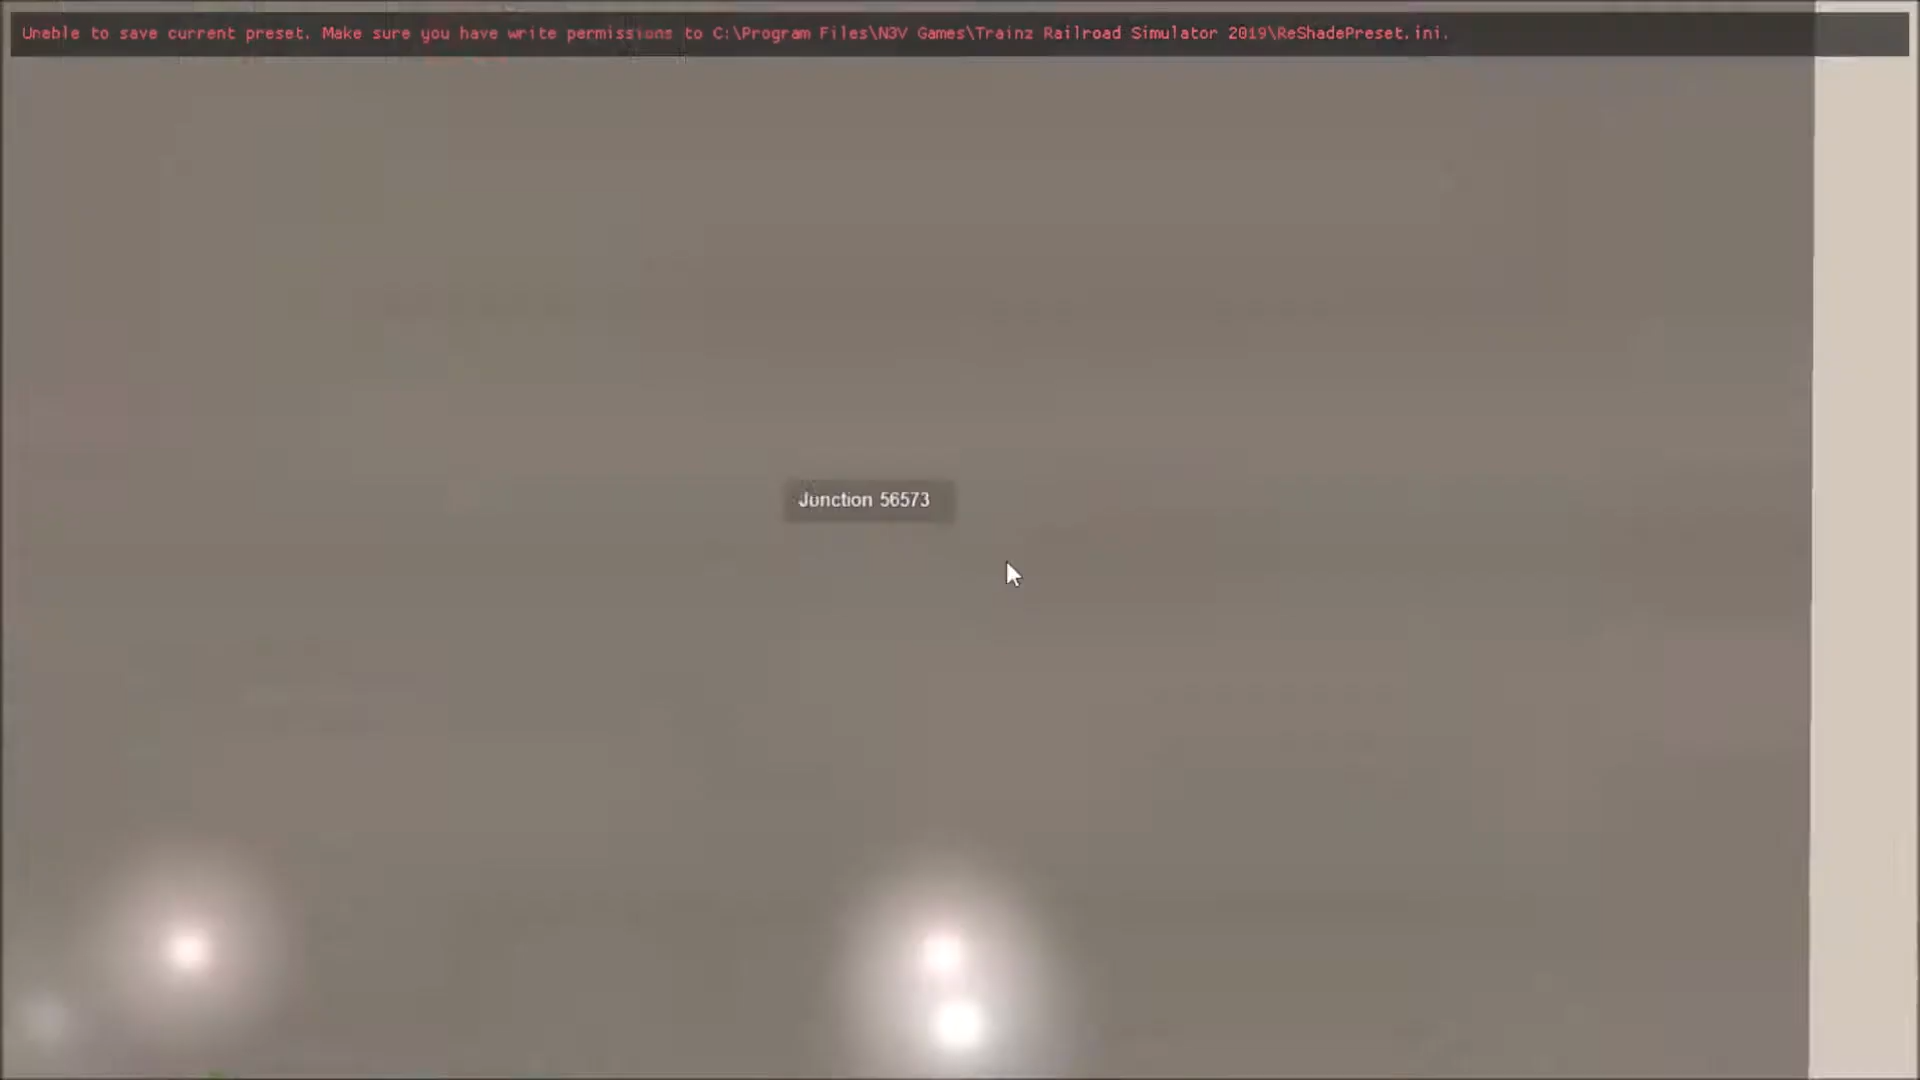 Unable to save current preset. Make sure you have write permissions to C:\Program Files\N3V Games\Trainz Railroad Simulator 2019\ReShadePreset.ini.
Junction 56573